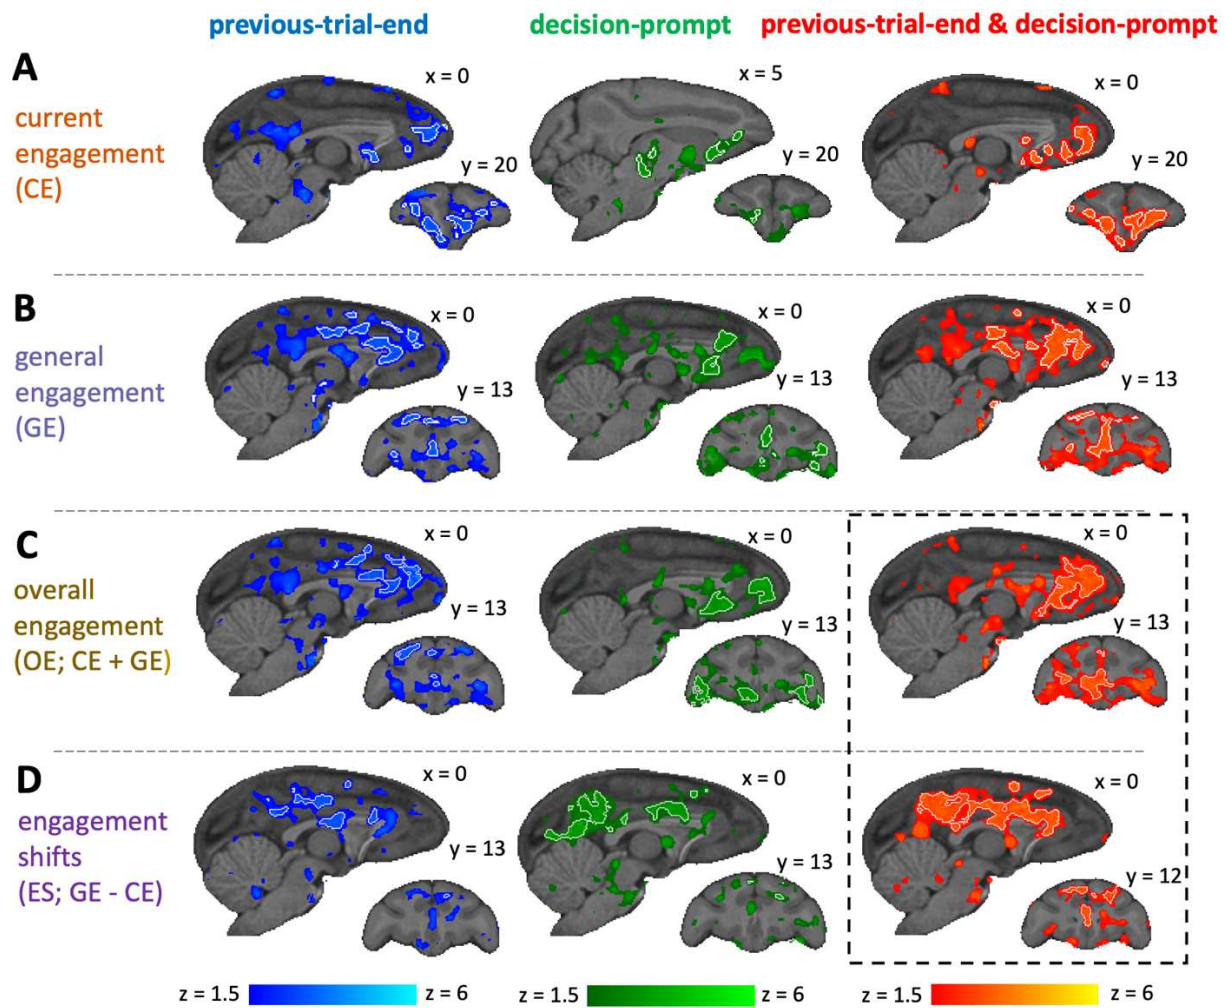 previous-trial-end decision-prompt previous-trial-end & decision-prompt
A
current
engagement
(CE)
x = 0
y = 20
x = 5
y = 20
x = 0
y = 20
B
general
engagement
(GE)
x = 0
y = 13
x = 0
y = 13
x = 0
y = 13
C
overall
engagement
(OE; CE + GE)
x = 0
y = 13
x = 0
y = 13
x = 0
y = 13
D
engagement
shifts
(ES; GE - CE)
x = 0
y = 13
x = 0
y = 13
x = 0
y = 12
z = 1.5 z = 6 z = 1.5 z = 6 z = 1.5 z = 6